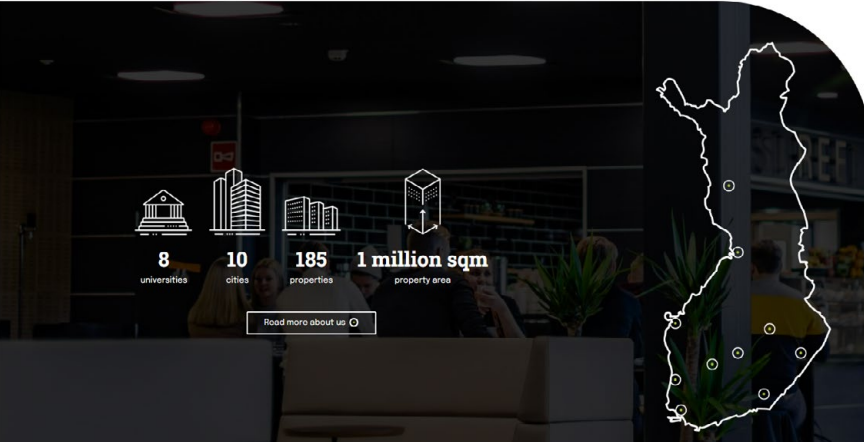 8
universities
10
cities
185
properties
1 million sqm
property area
Read more about us